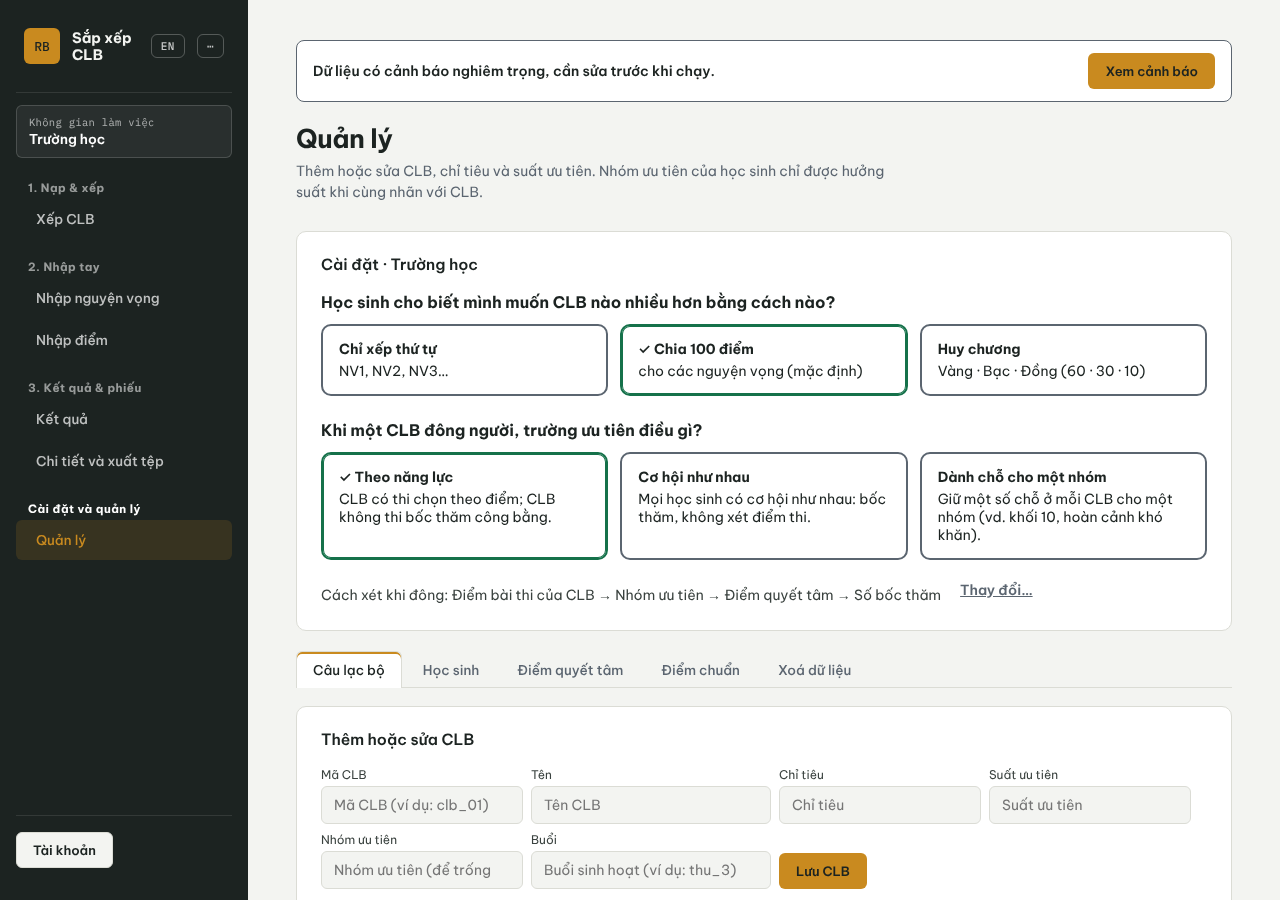 RB
Sắp xếp
CLB
EN
⋯
Không gian làm việc
Trường học
1. Nạp & xếp
Xếp CLB
2. Nhập tay
Nhập nguyện vọng
Nhập điểm
3. Kết quả & phiếu
Kết quả
Chi tiết và xuất tệp
Cài đặt và quản lý
Quản lý
Tài khoản
Dữ liệu có cảnh báo nghiêm trọng, cần sửa trước khi chạy.
Xem cảnh báo
Quản lý
Thêm hoặc sửa CLB, chỉ tiêu và suất ưu tiên. Nhóm ưu tiên của học sinh chỉ được hưởng
suất khi cùng nhãn với CLB.
Cài đặt · Trường học
Học sinh cho biết mình muốn CLB nào nhiều hơn bằng cách nào?
Chỉ xếp thứ tự
NV1, NV2, NV3…
✓ Chia 100 điểm
cho các nguyện vọng (mặc định)
Huy chương
Vàng · Bạc · Đồng (60 · 30 · 10)
Khi một CLB đông người, trường ưu tiên điều gì?
✓ Theo năng lực
CLB có thi chọn theo điểm; CLB
không thi bốc thăm công bằng.
Cơ hội như nhau
Mọi học sinh có cơ hội như nhau: bốc
thăm, không xét điểm thi.
Dành chỗ cho một nhóm
Giữ một số chỗ ở mỗi CLB cho một
nhóm (vd. khối 10, hoàn cảnh khó
khăn).
Cách xét khi đông: Điểm bài thi của CLB → Nhóm ưu tiên → Điểm quyết tâm → Số bốc thăm
Thay đổi…
Câu lạc bộ
Học sinh
Điểm quyết tâm
Điểm chuẩn
Xoá dữ liệu
Thêm hoặc sửa CLB
Mã CLB
Tên
Chỉ tiêu
Suất ưu tiên
Mã CLB (ví dụ: clb_01)
Tên CLB
Chỉ tiêu
Suất ưu tiên
Nhóm ưu tiên
Buổi
Nhóm ưu tiên (để trống
Buổi sinh hoạt (ví dụ: thu_3)
Lưu CLB